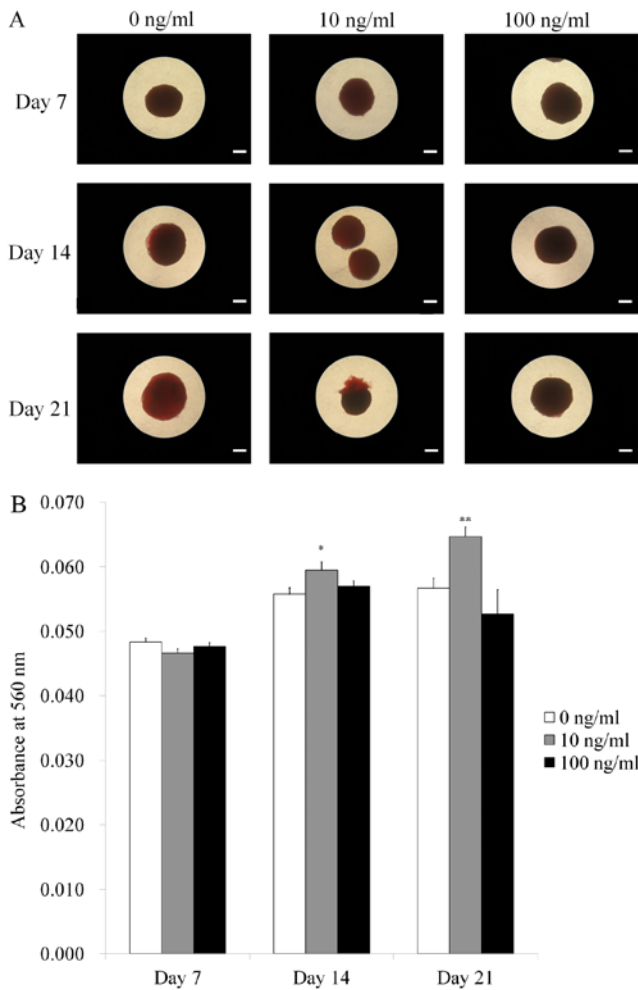 A
0 ng/ml 10 ng/ml 100 ng/ml
Day 7
Day 14
Day 21
B
0.070
0.060
0.050
0.040
0.030
0.020
0.010
0.000
Absorbance at 560 nm
*
**
0 ng/ml
10 ng/ml
100 ng/ml
Day 7 Day 14 Day 21